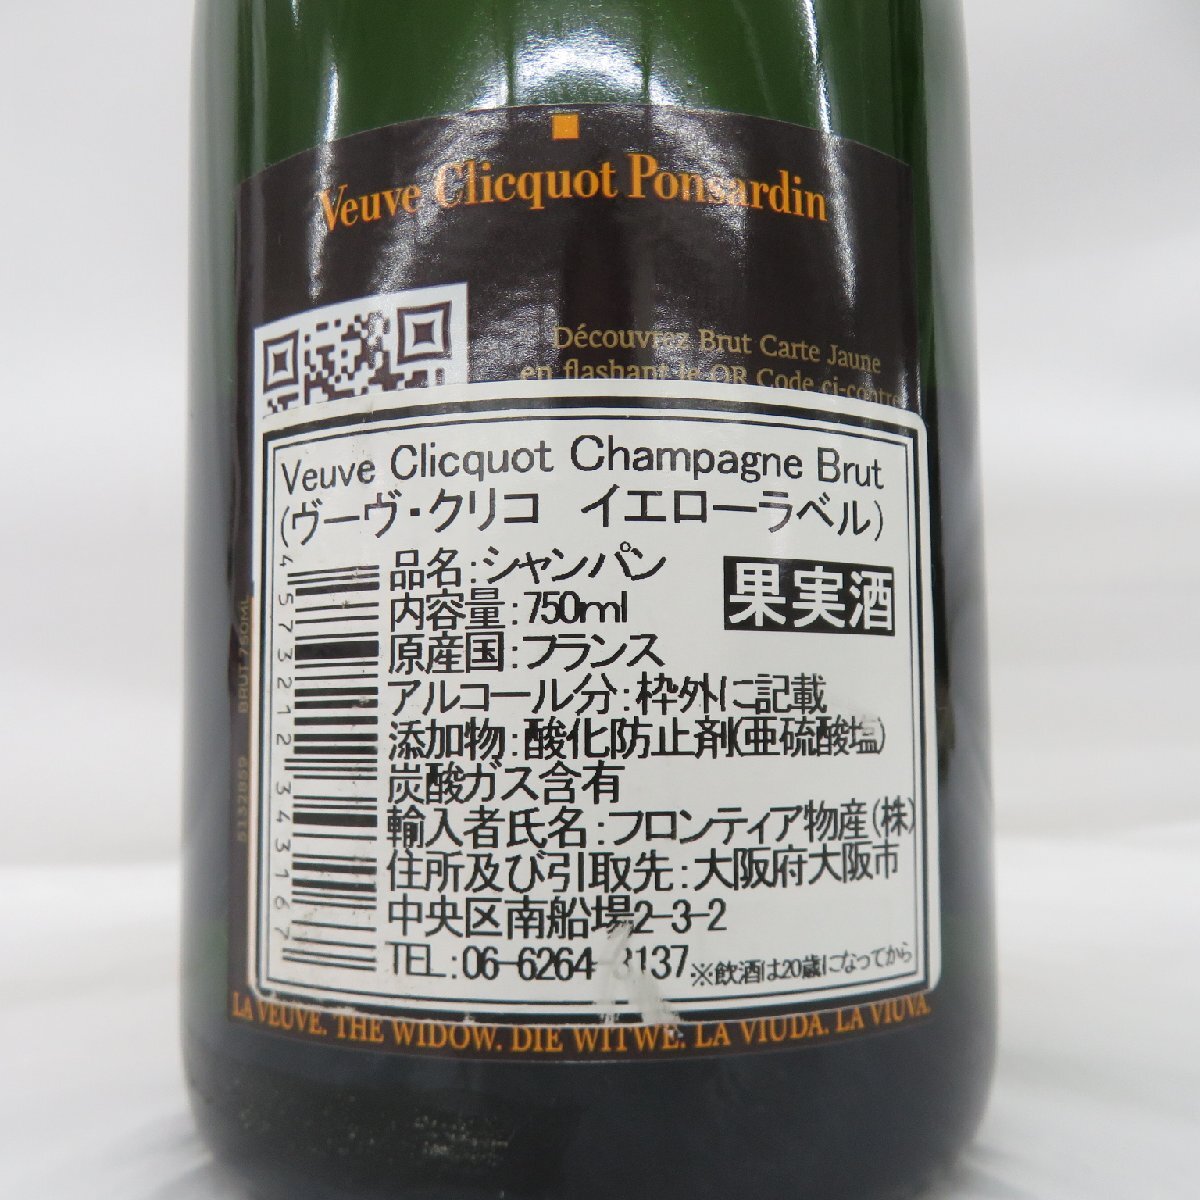 Veuve Clicquot Ponsardin
Découvrez Brut Carte Jaune
en flashant le QR Code ci-contre
Veuve Clicquot Champagne Brut
(ヴーヴ・クリコ　イエローラベル)
品名:シャンパン
果実酒
内容量:750ml
原産国:フランス
アルコール分:枠外に記載
添加物:酸化防止剤(亜硫酸塩)
炭酸ガス含有
輸入者氏名:フロンティア物産(株)
住所及び引取先:大阪府大阪市
中央区南船場2-3-2
TEL:06-6264-3137
※飲酒は20歳になってから
4573212343167
5132859 BRUT 750ML
LA VEUVE. THE WIDOW. DIE WITWE. LA VIUDA. LA VIUVA.